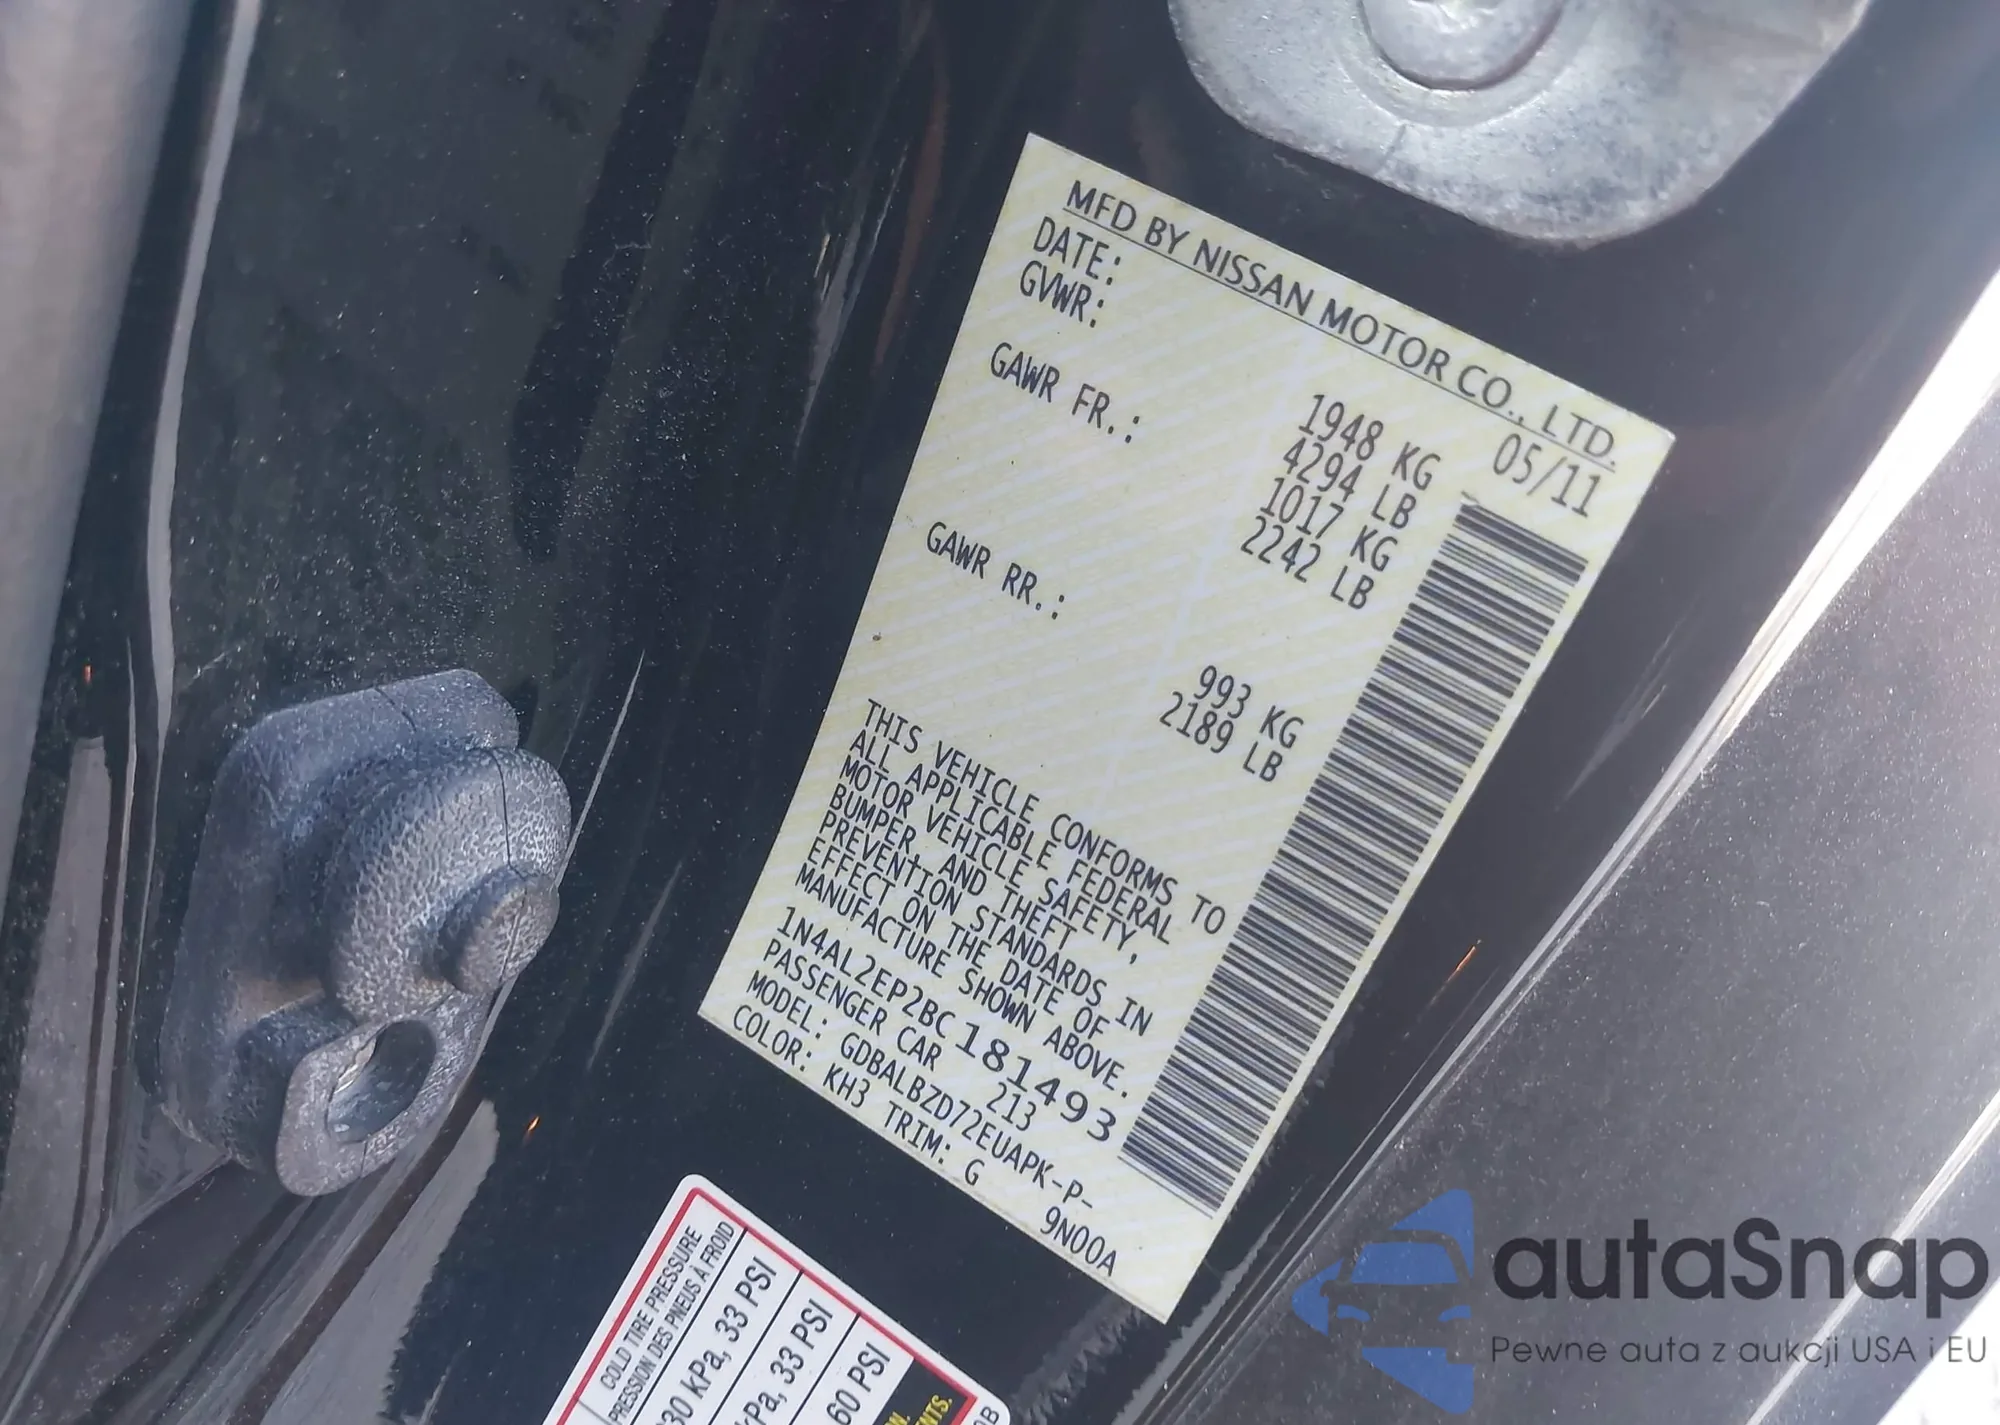 MFD BY NISSAN MOTOR CO., LTD.
DATE: 05/11
GVWR: 1948 KG
4294 LB
GAWR FR.: 1017 KG
2242 LB
GAWR RR.: 993 KG
2189 LB
THIS VEHICLE CONFORMS TO
ALL APPLICABLE FEDERAL
MOTOR VEHICLE SAFETY,
BUMPER, AND THEFT
PREVENTION STANDARDS IN
EFFECT ON THE DATE OF
MANUFACTURE SHOWN ABOVE.
1N4AL2EP2BC181493
PASSENGER CAR 213
MODEL: GDBALBZD72EUAPK-P-
9N00A
COLOR: KH3 TRIM: G
COLD TIRE PRESSURE
PRESSION DES PNEUS À FROID
30 kPa, 33 PSI
kPa, 33 PSI
60 PSI
autaSnap
Pewne auta z aukcji USA i EU